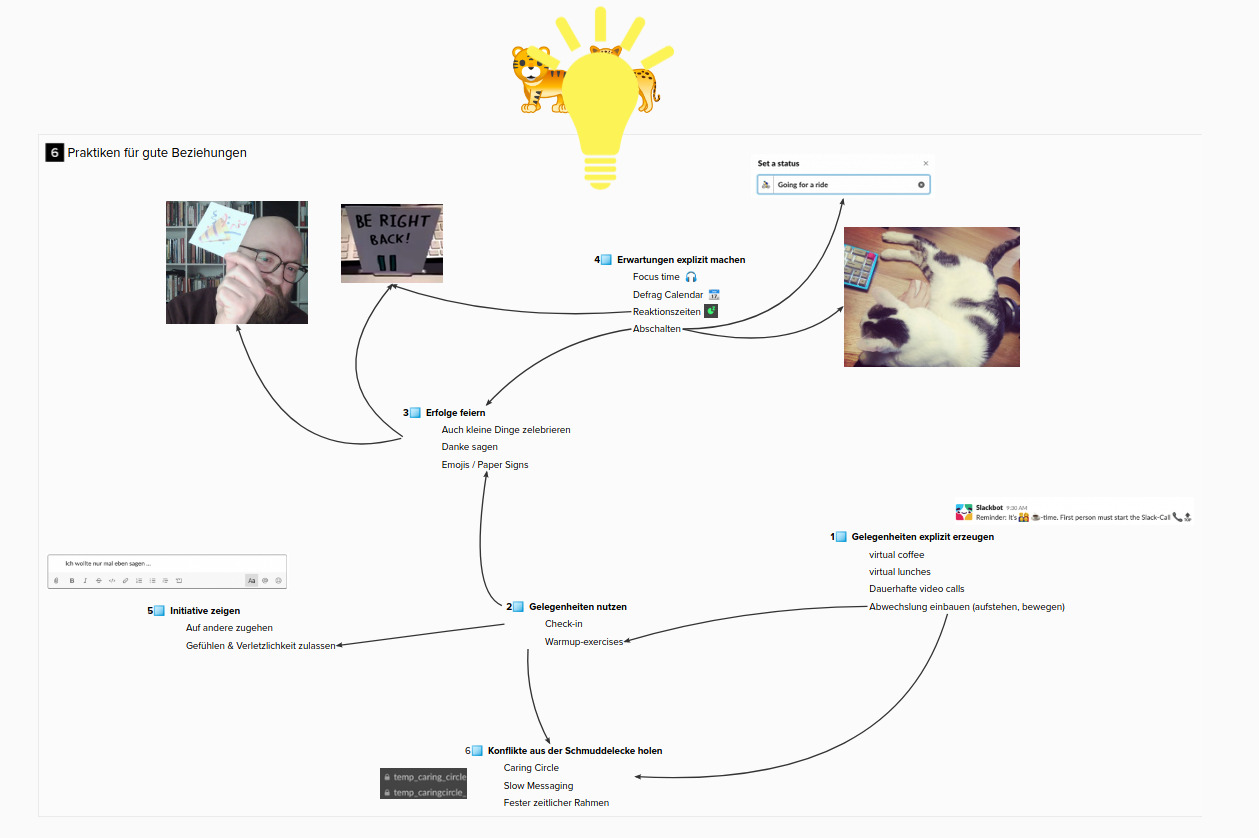 6 Praktiken für gute Beziehungen
Set a status
Going for a ride
BE RIGHT
BACK!
4 Erwartungen explizit machen
Focus time
Defrag Calendar
Reaktionszeiten
Abschalten
3 Erfolge feiern
Auch kleine Dinge zelebrieren
Danke sagen
Emojis / Paper Signs
Slackbot 9:30 AM
Reminder: It's -time. First person must start the Slack-Call
1 Gelegenheiten explizit erzeugen
virtual coffee
virtual lunches
Dauerhafte video calls
Abwechslung einbauen (aufstehen, bewegen)
Ich wollte nur mal eben sagen ...
B I S </> Aa @
5 Initiative zeigen
Auf andere zugehen
Gefühlen & Verletzlichkeit zulassen
2 Gelegenheiten nutzen
Check-in
Warmup-exercises
6 Konflikte aus der Schmuddelecke holen
Caring Circle
Slow Messaging
Fester zeitlicher Rahmen
temp_caring_circle
temp_caringcircle_